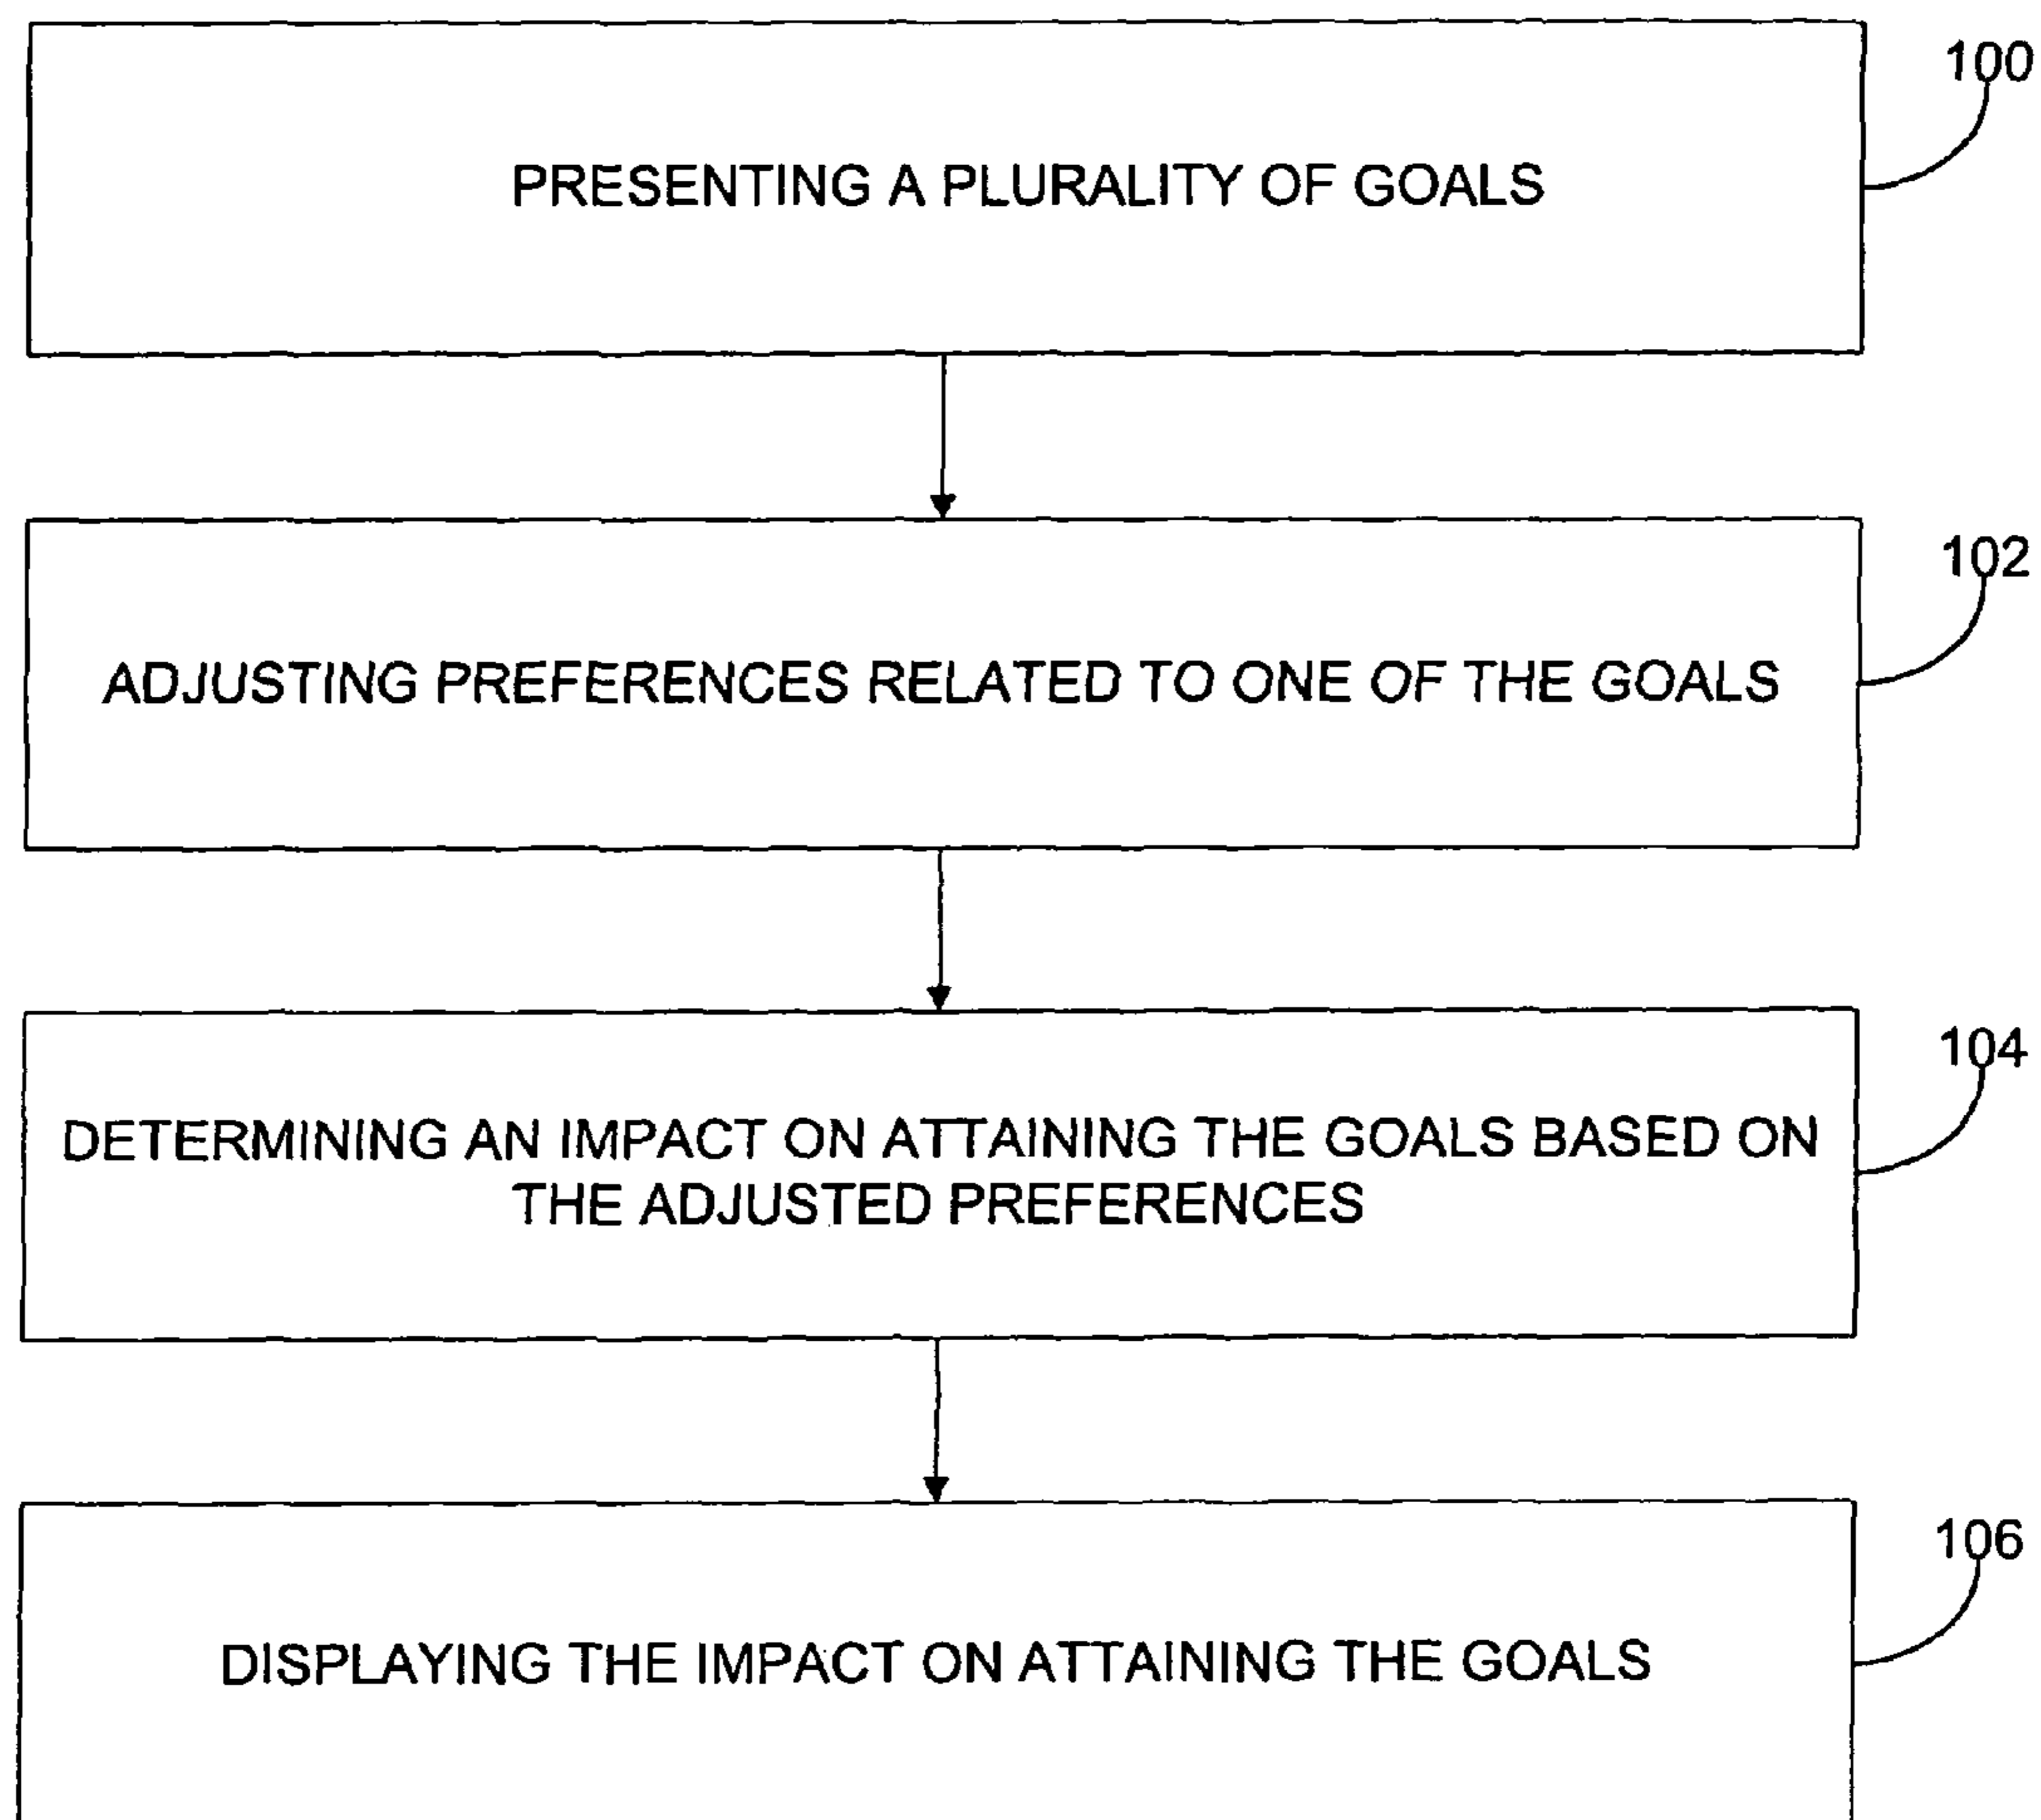 100
PRESENTING A PLURALITY OF GOALS
102
ADJUSTING PREFERENCES RELATED TO ONE OF THE GOALS
104
DETERMINING AN IMPACT ON ATTAINING THE GOALS BASED ON
THE ADJUSTED PREFERENCES
106
DISPLAYING THE IMPACT ON ATTAINING THE GOALS